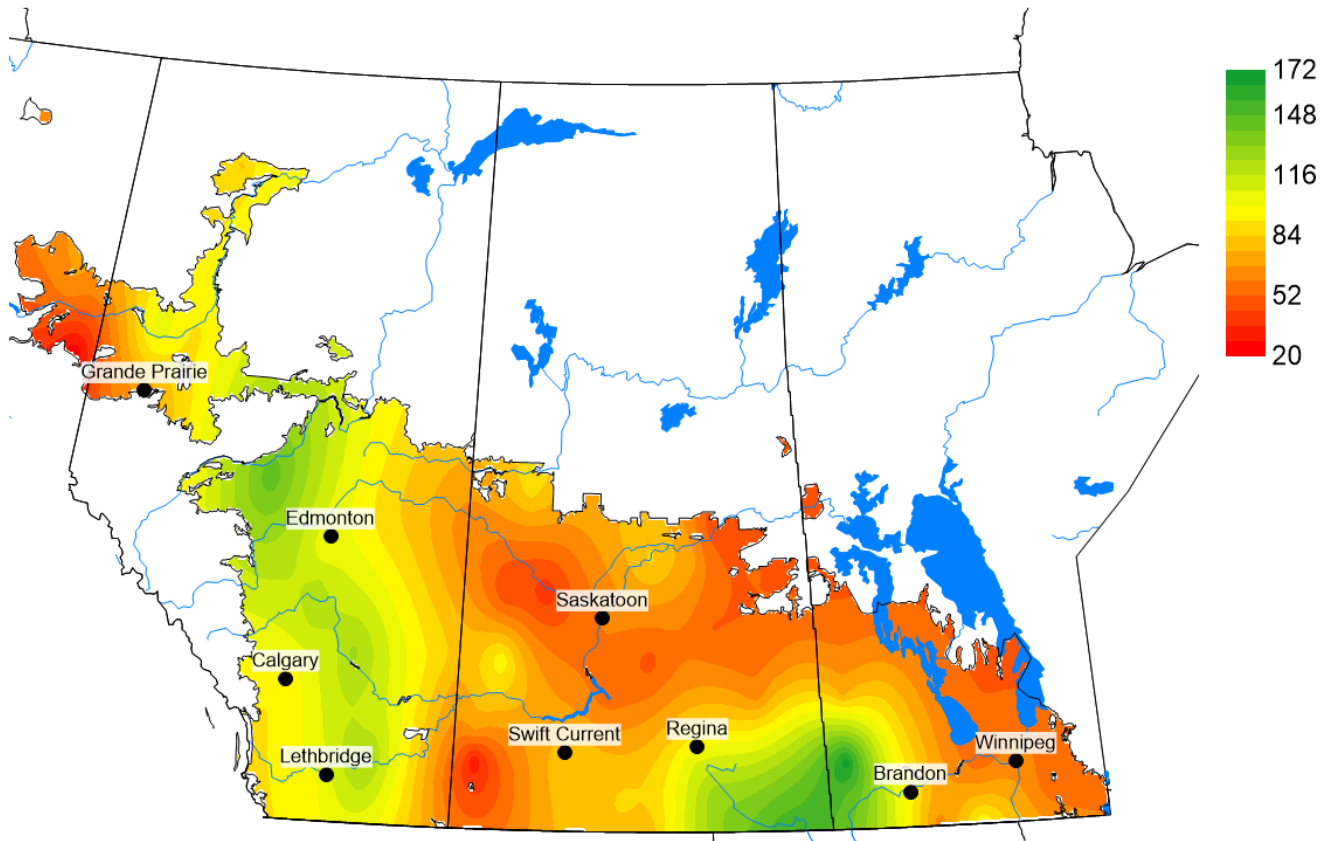 172
148
116
84
52
20
Grande Prairie
Edmonton
Saskatoon
Calgary
Regina
Swift Current
Lethbridge
Winnipeg
Brandon